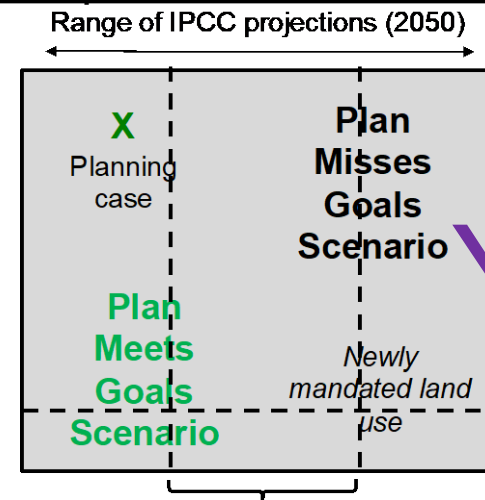 Range of IPCC projections (2050)
X
Planning
case
Plan
Misses
Goals
Scenario
Plan
Meets
Goals
Scenario
Newly
mandated land
use